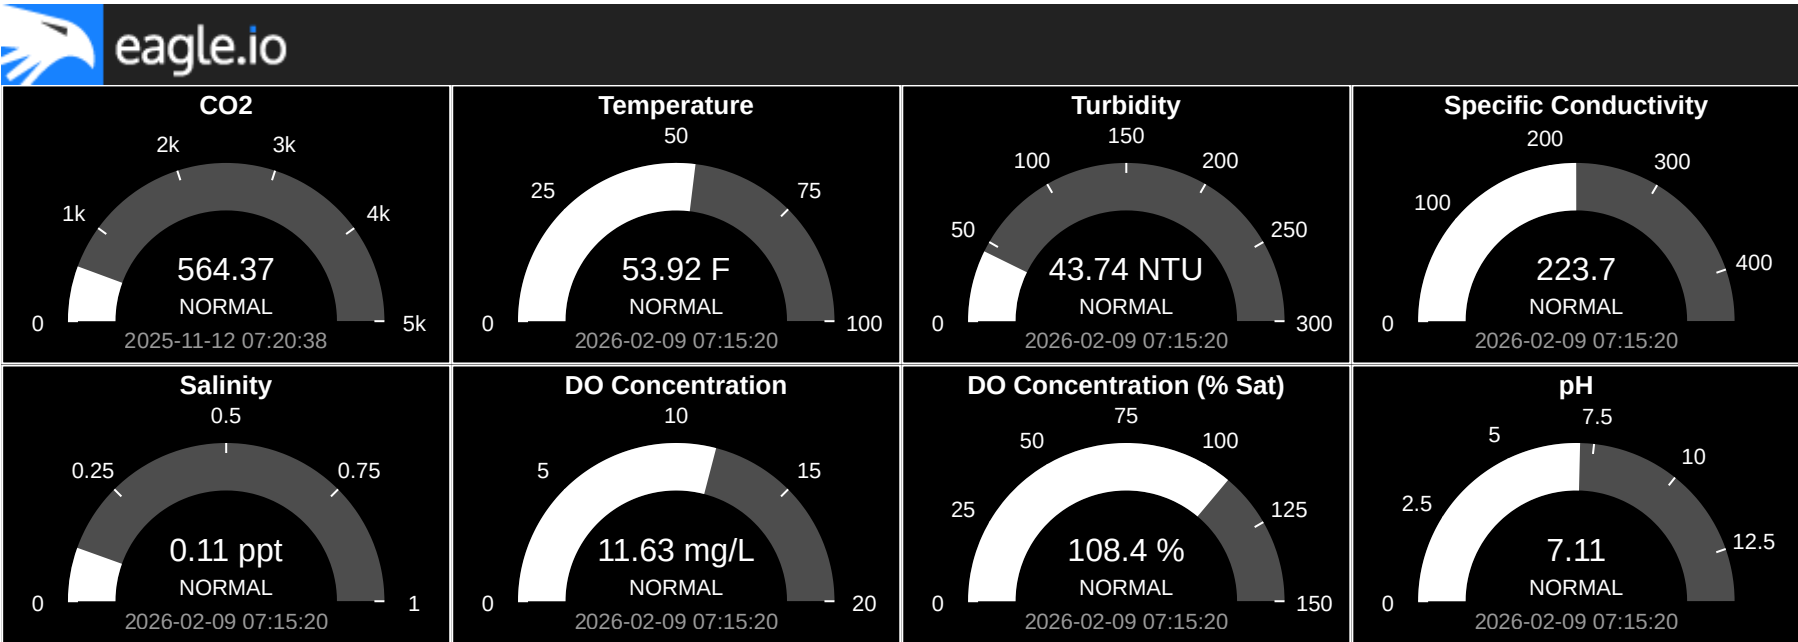 eagle.io
CO2
0
1k
2k
3k
4k
5k
564.37
NORMAL
2025-11-12 07:20:38
Temperature
0
25
50
75
100
53.92 F
NORMAL
2026-02-09 07:15:20
Turbidity
0
50
100
150
200
250
300
43.74 NTU
NORMAL
2026-02-09 07:15:20
Specific Conductivity
0
100
200
300
400
223.7
NORMAL
2026-02-09 07:15:20
Salinity
0
0.25
0.5
0.75
1
0.11 ppt
NORMAL
2026-02-09 07:15:20
DO Concentration
0
5
10
15
20
11.63 mg/L
NORMAL
2026-02-09 07:15:20
DO Concentration (% Sat)
0
25
50
75
100
125
150
108.4 %
NORMAL
2026-02-09 07:15:20
pH
0
2.5
5
7.5
10
12.5
7.11
NORMAL
2026-02-09 07:15:20